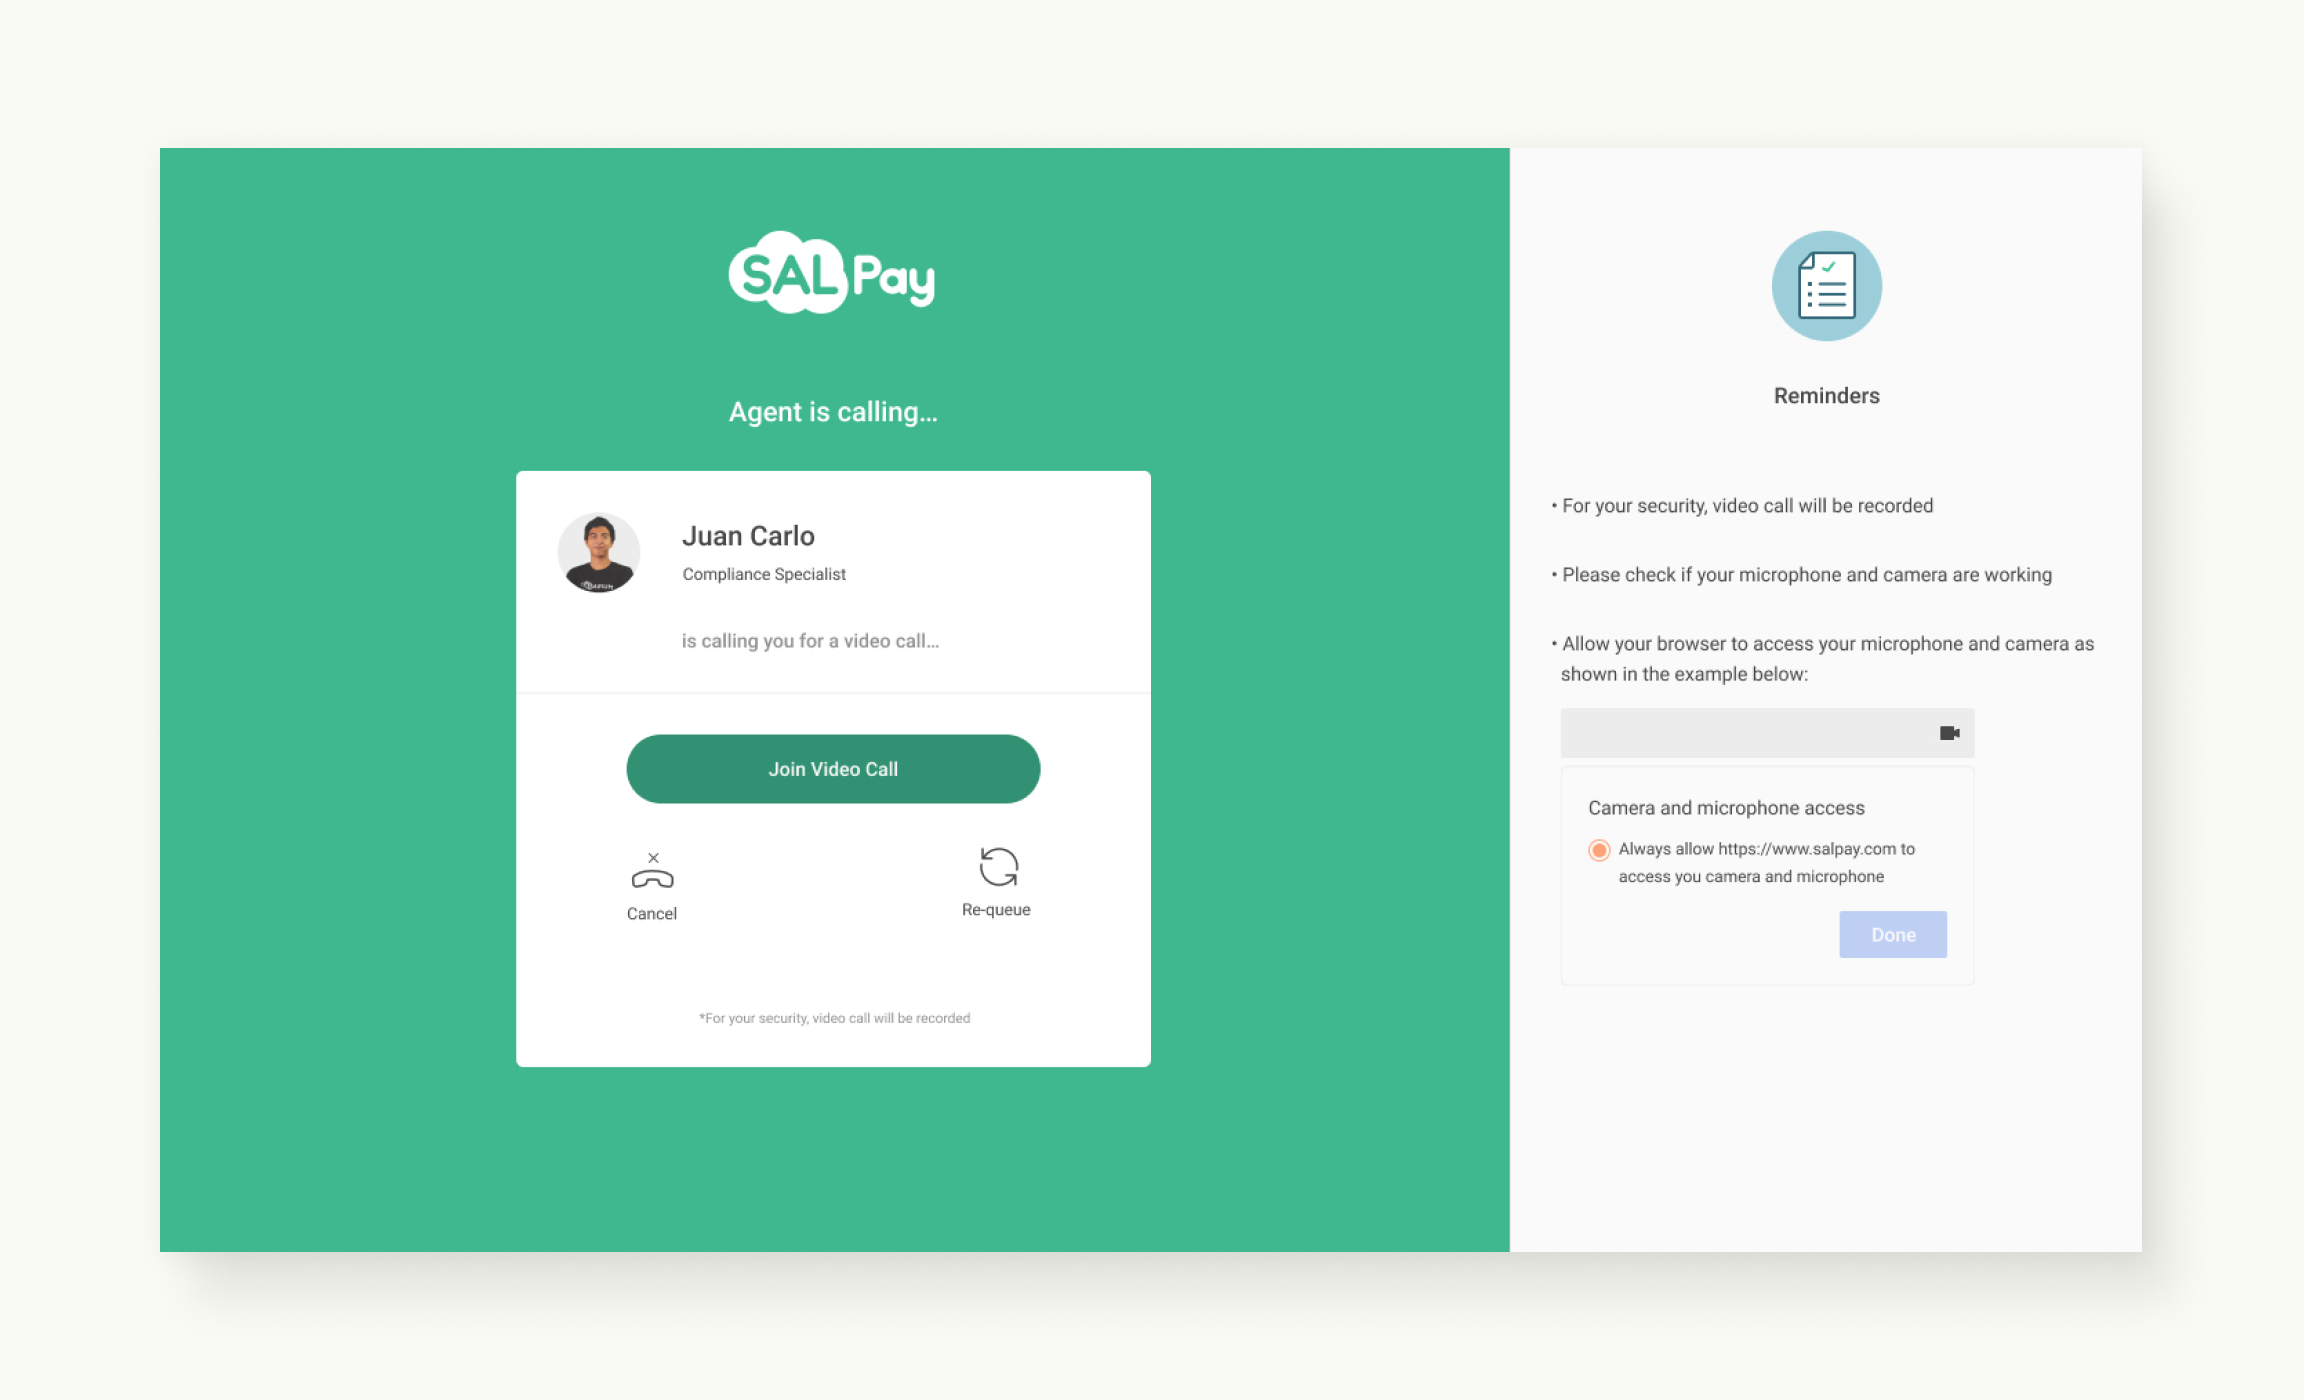 SAL Pay
Agent is calling...
Juan Carlo
Compliance Specialist
is calling you for a video call...
Join Video Call
Cancel
Re-queue
*For your security, video call will be recorded
Reminders
• For your security, video call will be recorded
• Please check if your microphone and camera are working
• Allow your browser to access your microphone and camera as
shown in the example below:
Camera and microphone access
Always allow https://www.salpay.com to
access you camera and microphone
Done